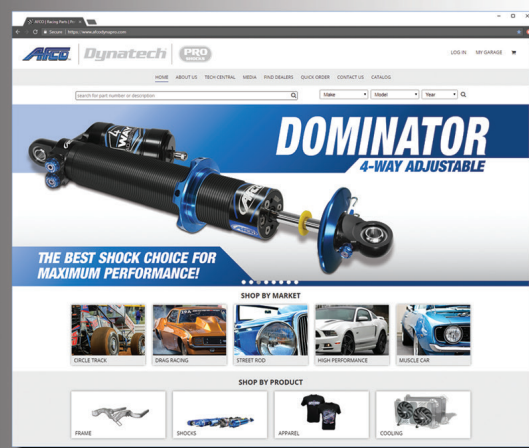 AFCO | Racing Parts | Pro
Secure | https://www.afcodynapro.com
AFCO. Dynatech PRO SHOCKS
LOG IN MY GARAGE
HOME ABOUT US TECH CENTRAL MEDIA FIND DEALERS QUICK ORDER CONTACT US CATALOG
search for part number or description Make Model Year
DOMINATOR
4-WAY ADJUSTABLE
THE BEST SHOCK CHOICE FOR
MAXIMUM PERFORMANCE!
SHOP BY MARKET
CIRCLE TRACK DRAG RACING STREET ROD HIGH PERFORMANCE MUSCLE CAR
SHOP BY PRODUCT
FRAME SHOCKS APPAREL COOLING